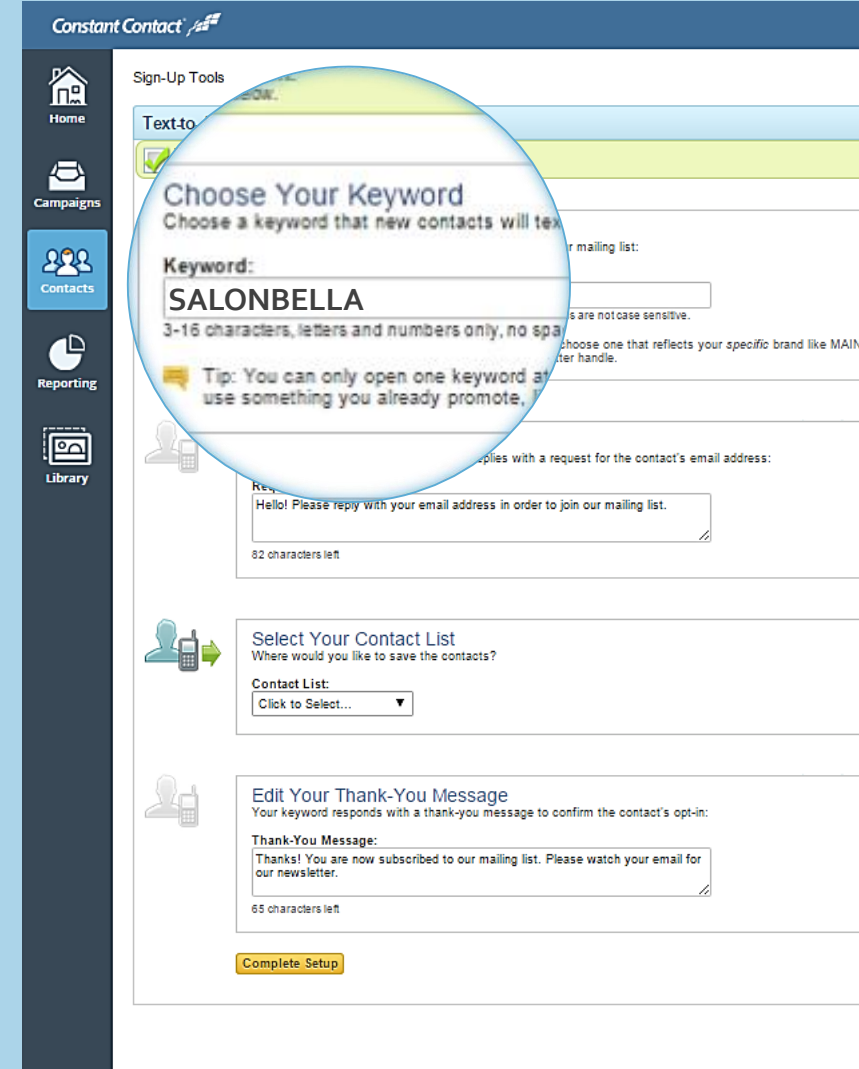 Constant Contact
Sign-Up Tools
Home
Text-to
Campaigns
Choose Your Keyword
Choose a keyword that new contacts will
r mailing list:
Keyword:
Contacts
SALONBELLA
s are not case sensitive.
3-16 characters, letters and numbers only, no
choose one that reflects your specific brand like MAIN
tter handle.
Tip: You can only open one keyword
use something you already promote,
Reporting
plies with a request for the contact's email address:
Library
Hello! Please reply with your email address in order to join our mailing list.
82 characters left
Select Your Contact List
Where would you like to save the contacts?
Contact List:
Click to Select...
Edit Your Thank-You Message
Your keyword responds with a thank-you message to confirm the contact's opt-in:
Thank-You Message:
Thanks! You are now subscribed to our mailing list. Please watch your email for
our newsletter.
65 characters left
Complete Setup